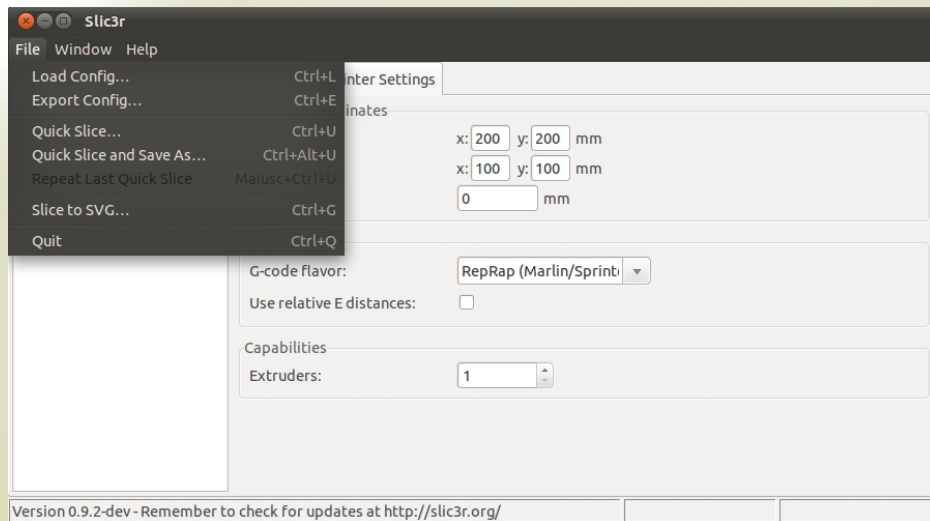 Slic3r
File Window Help
Load Config... Ctrl+L
Export Config... Ctrl+E
Quick Slice... Ctrl+U
Quick Slice and Save As... Ctrl+Alt+U
Repeat Last Quick Slice Maiusc+Ctrl+U
Slice to SVG... Ctrl+G
Quit Ctrl+Q
inter Settings
inates
x: 200 y: 200 mm
x: 100 y: 100 mm
0 mm
G-code flavor: RepRap (Marlin/Sprint
Use relative E distances:
Capabilities
Extruders: 1
Version 0.9.2-dev - Remember to check for updates at http://slic3r.org/